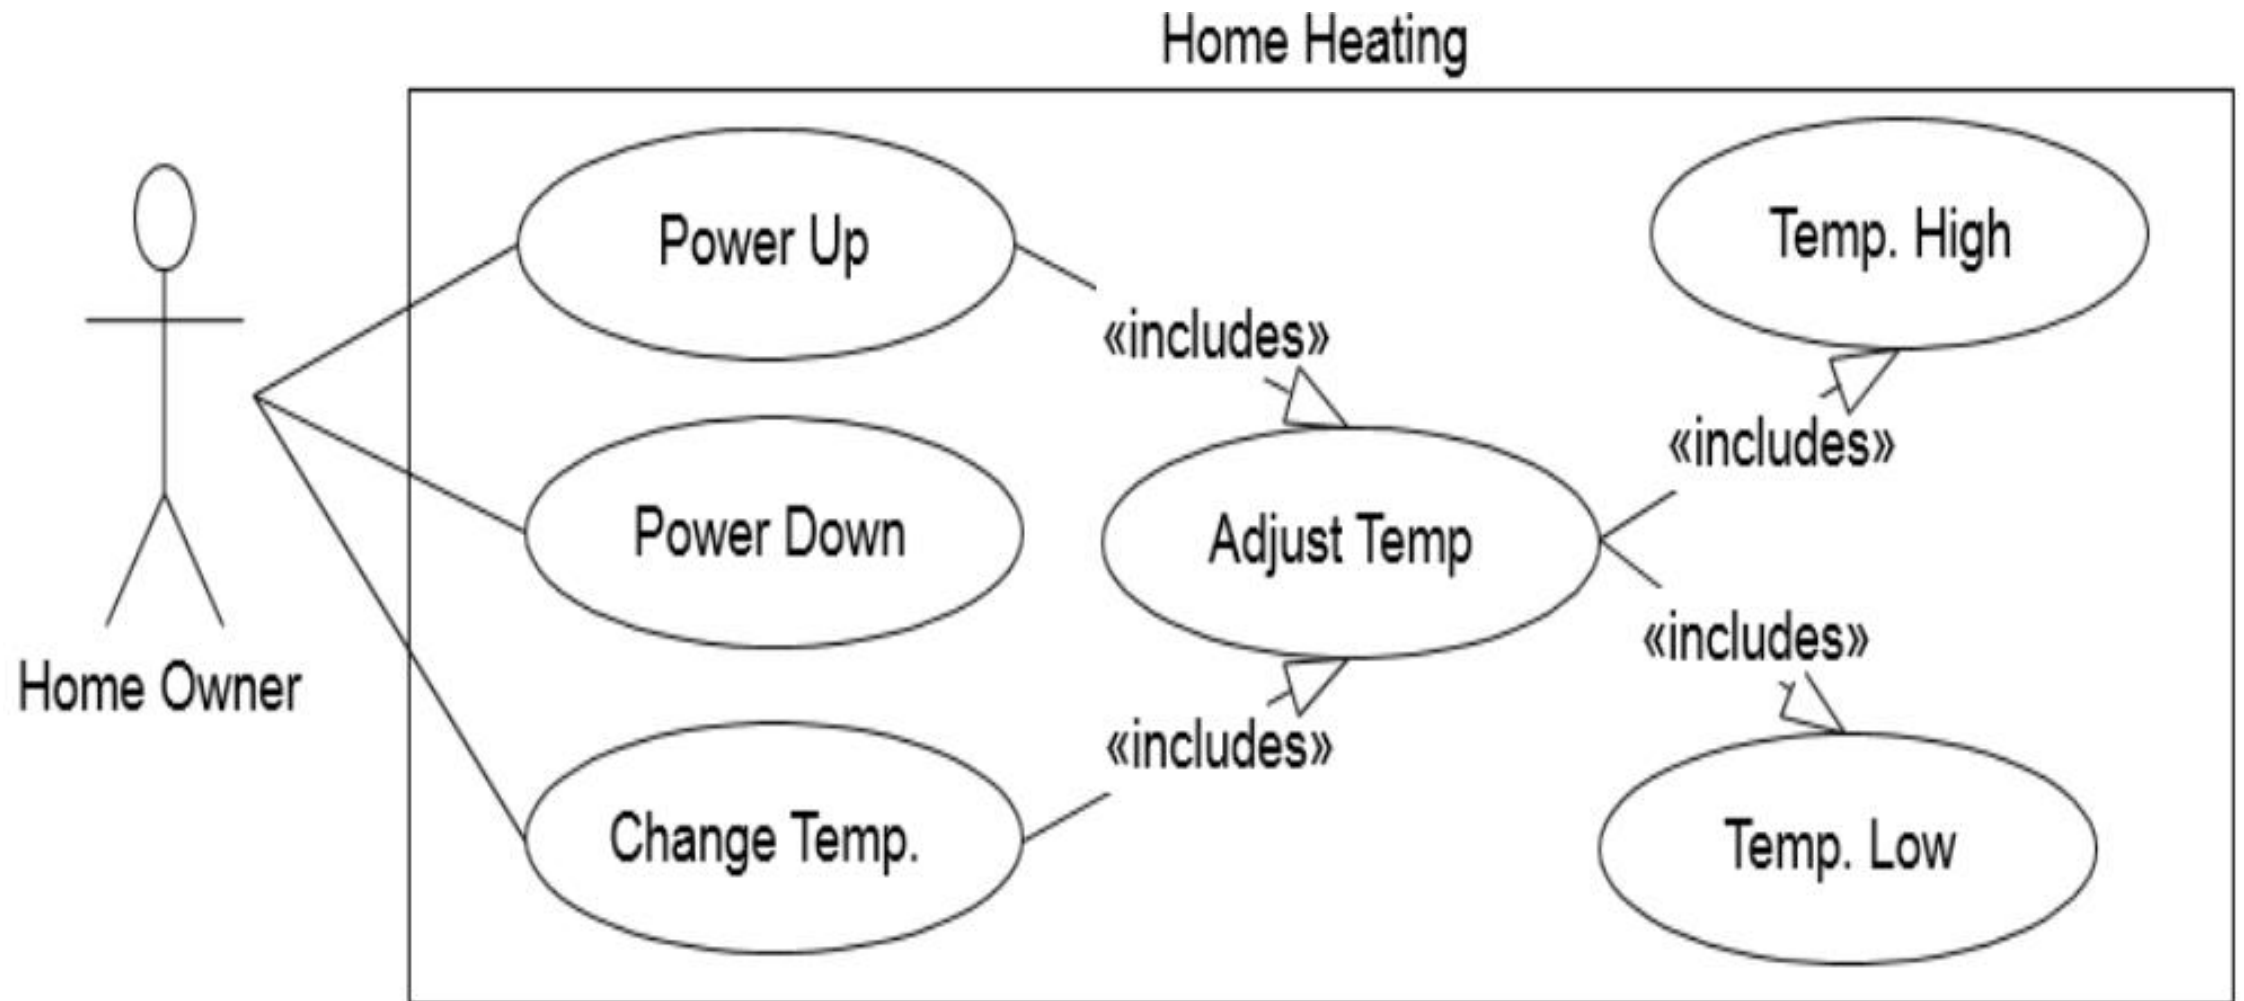 Home Heating
Power Up
Temp. High
«includes»
«includes»
Power Down
Adjust Temp
«includes»
Home Owner
«includes»
Change Temp.
Temp. Low